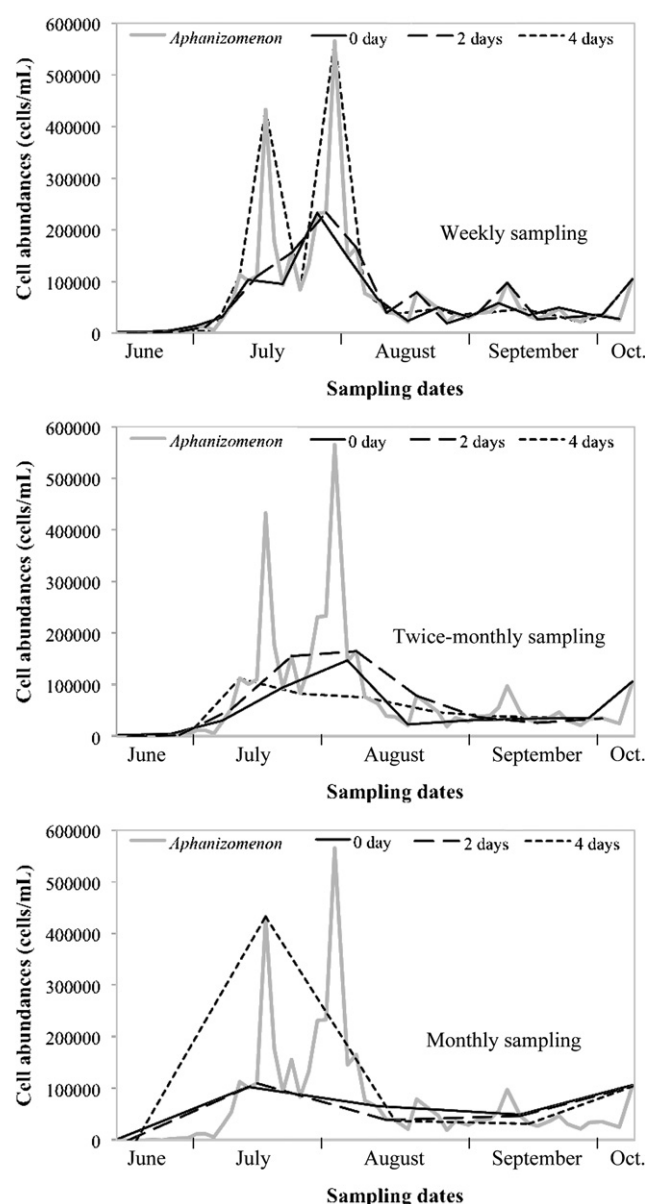 600000
Aphanizomenon 0 day 2 days 4 days
500000
400000
300000
200000
100000
0
Cell abundances (cells/mL)
Weekly sampling
June July August September Oct.
Sampling dates
600000
Aphanizomenon 0 day 2 days 4 days
500000
400000
300000
200000
100000
0
Cell abundances (cells/mL)
Twice-monthly sampling
June July August September Oct.
Sampling dates
600000
Aphanizomenon 0 day 2 days 4 days
500000
400000
300000
200000
100000
0
Cell abundances (cells/mL)
Monthly sampling
June July August September Oct.
Sampling dates